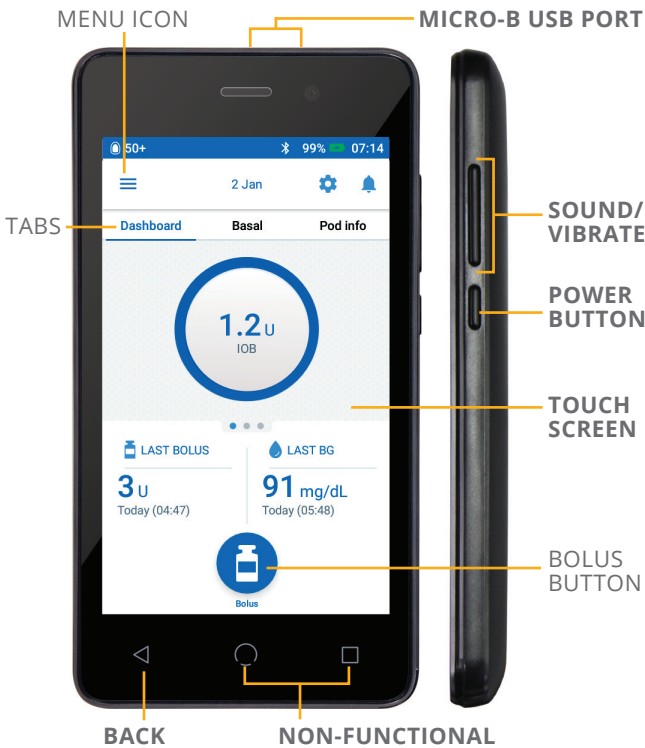 MENU ICON
MICRO-B USB PORT
50+
99%
07:14
2 Jan
TABS
Dashboard
Basal
Pod info
SOUND/
VIBRATE
POWER
BUTTON
1.2 U
IOB
TOUCH
SCREEN
LAST BOLUS
LAST BG
3 U
91 mg/dL
Today (04:47)
Today (05:48)
BOLUS
BUTTON
Bolus
BACK
NON-FUNCTIONAL